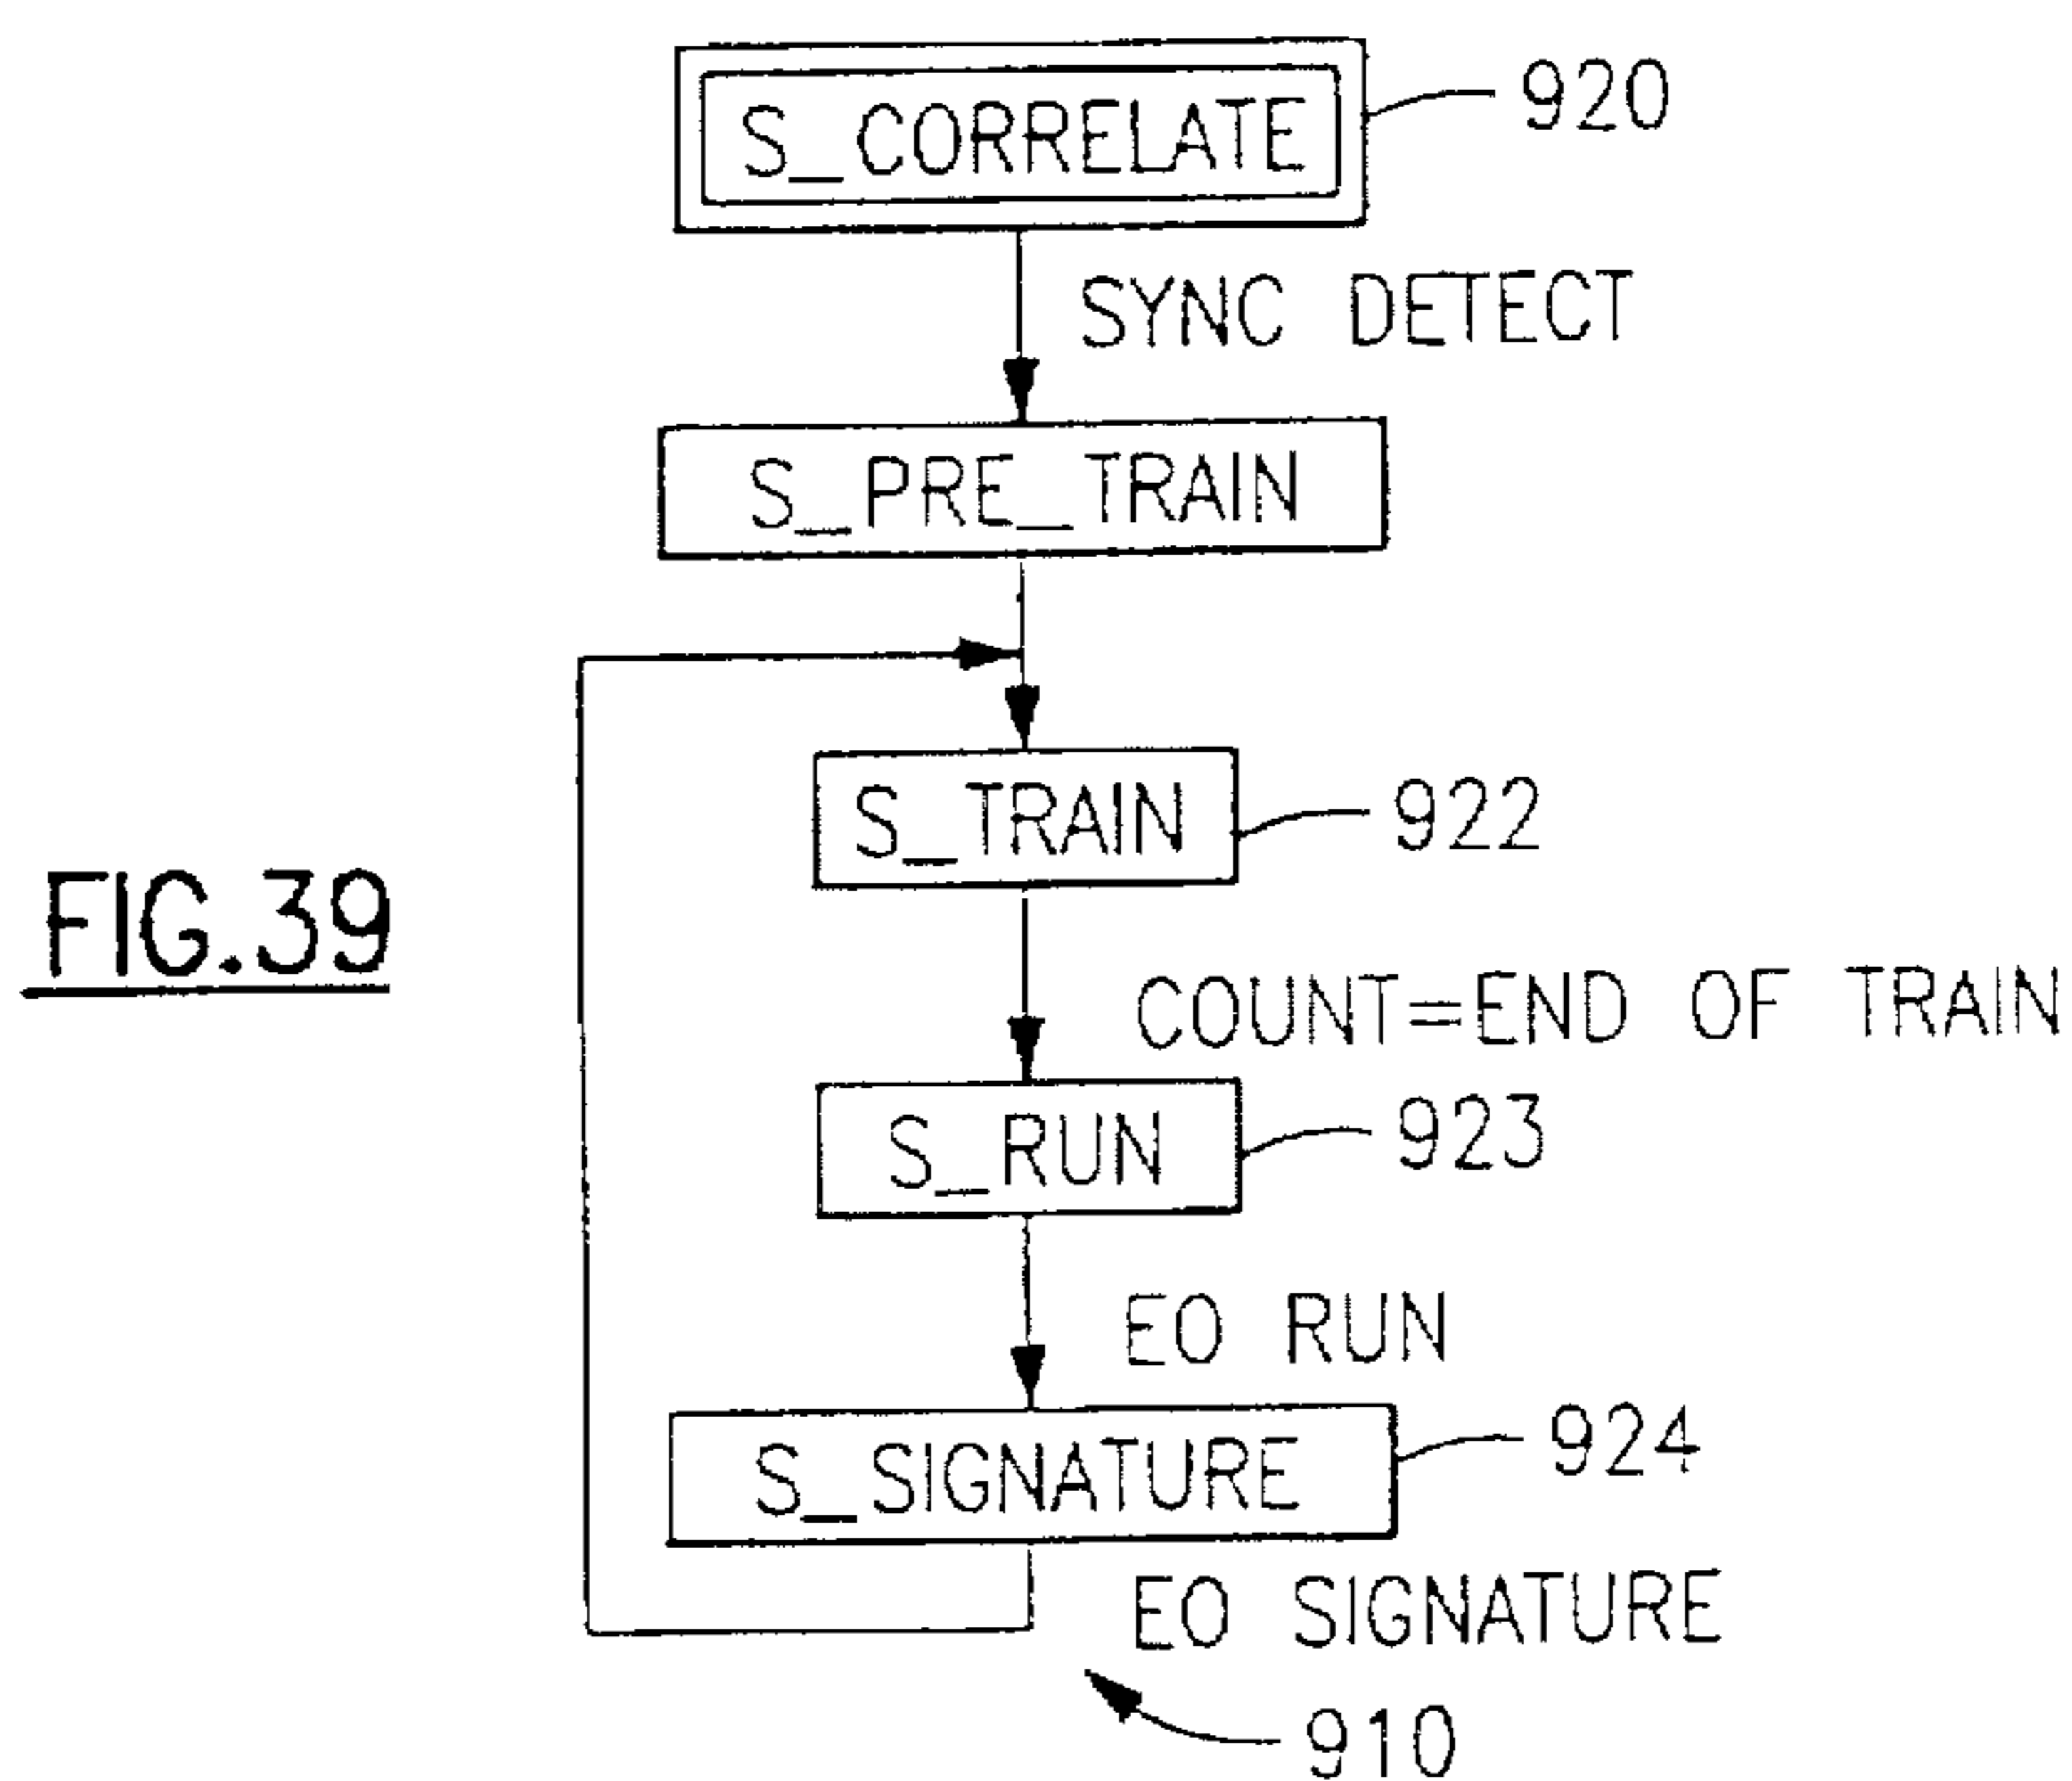 S_CORRELATE
920
SYNC DETECT
S_PRE_TRAIN
S_TRAIN
922
FIG.39
COUNT=END OF TRAIN
S_RUN
923
EO RUN
S_SIGNATURE
924
EO SIGNATURE
910